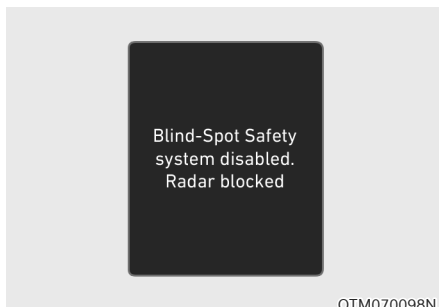 Blind-Spot Safety
system disabled.
Radar blocked
OTM070098N